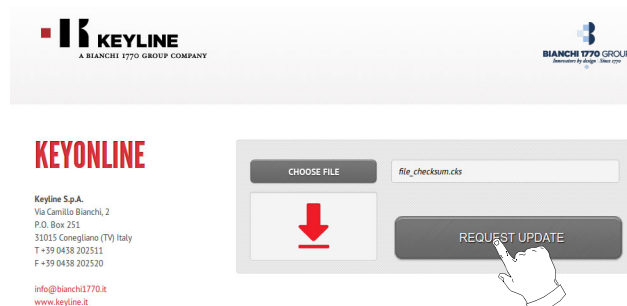 KEYLINE
A BIANCHI 1770 GROUP COMPANY
BIANCHI 1770 GROUP
Innovators by design - Since 1770
KEYONLINE
CHOOSE FILE
file_checksum.cks
REQUEST UPDATE
Keyline S.p.A.
Via Camillo Bianchi, 2
P.O. Box 251
31015 Conegliano (TV) Italy
T +39 0438 202511
F +39 0438 202520
info@bianchi1770.it
www.keyline.it